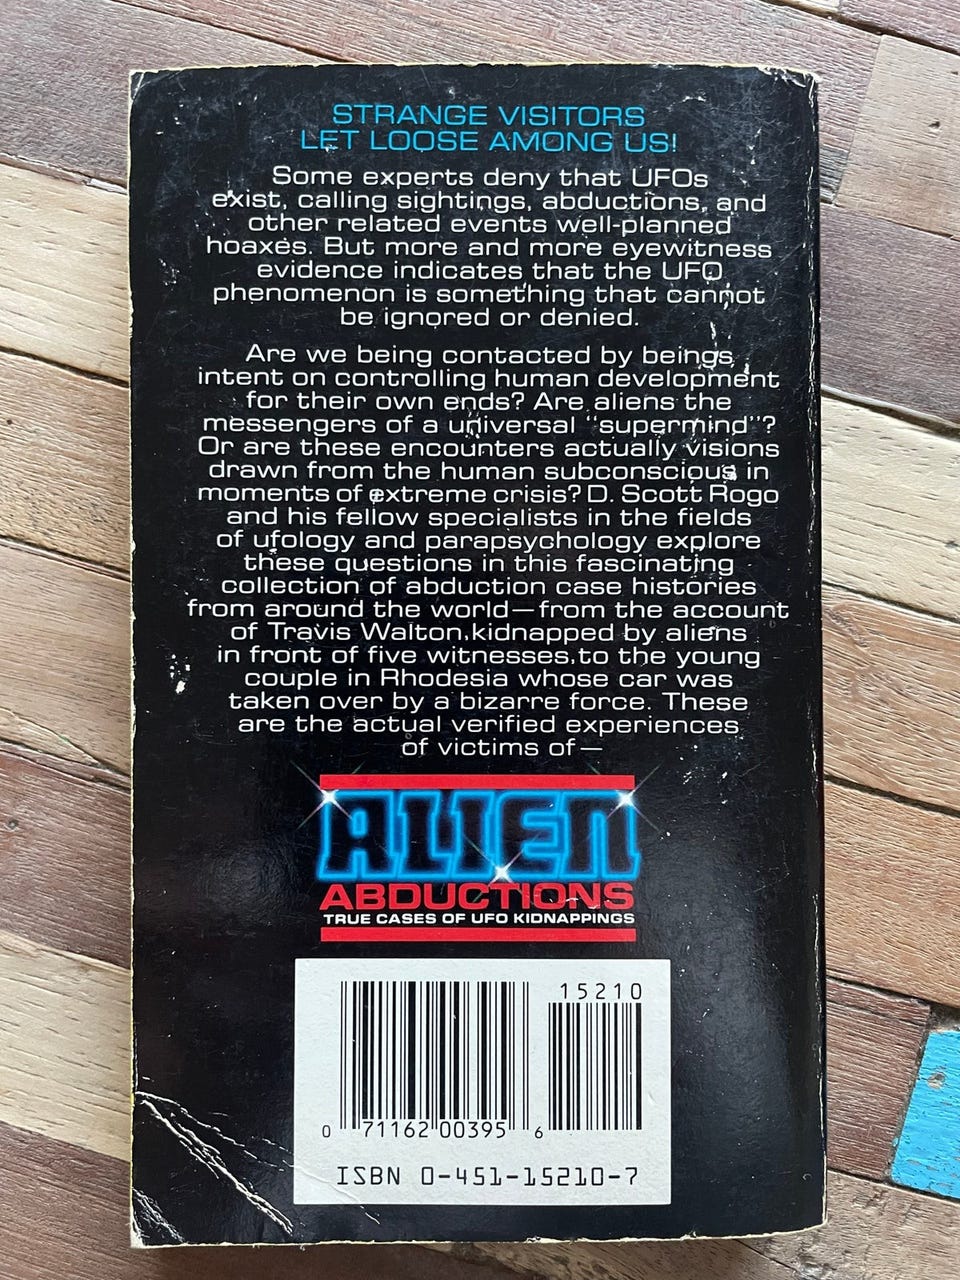 STRANGE VISITORS
LET LOOSE AMONG US!
Some experts deny that UFOs
exist, calling sightings, abductions, and
other related events well-planned
hoaxes. But more and more eyewitness
evidence indicates that the UFO
phenomenon is something that cannot
be ignored or denied.
Are we being contacted by beings
intent on controlling human development
for their own ends? Are aliens the
messengers of a universal "supermind"?
Or are these encounters actually visions
drawn from the human subconscious in
moments of extreme crisis? D. Scott Rogo
and his fellow specialists in the fields
of ufology and parapsychology explore
these questions in this fascinating
collection of abduction case histories
from around the world—from the account
of Travis Walton, kidnapped by aliens
in front of five witnesses, to the young
couple in Rhodesia whose car was
taken over by a bizarre force. These
are the actual verified experiences
of victims of—
ALIEN
ABDUCTIONS
TRUE CASES OF UFO KIDNAPPINGS
15210
0 71162 00395 6
ISBN 0-451-15210-7